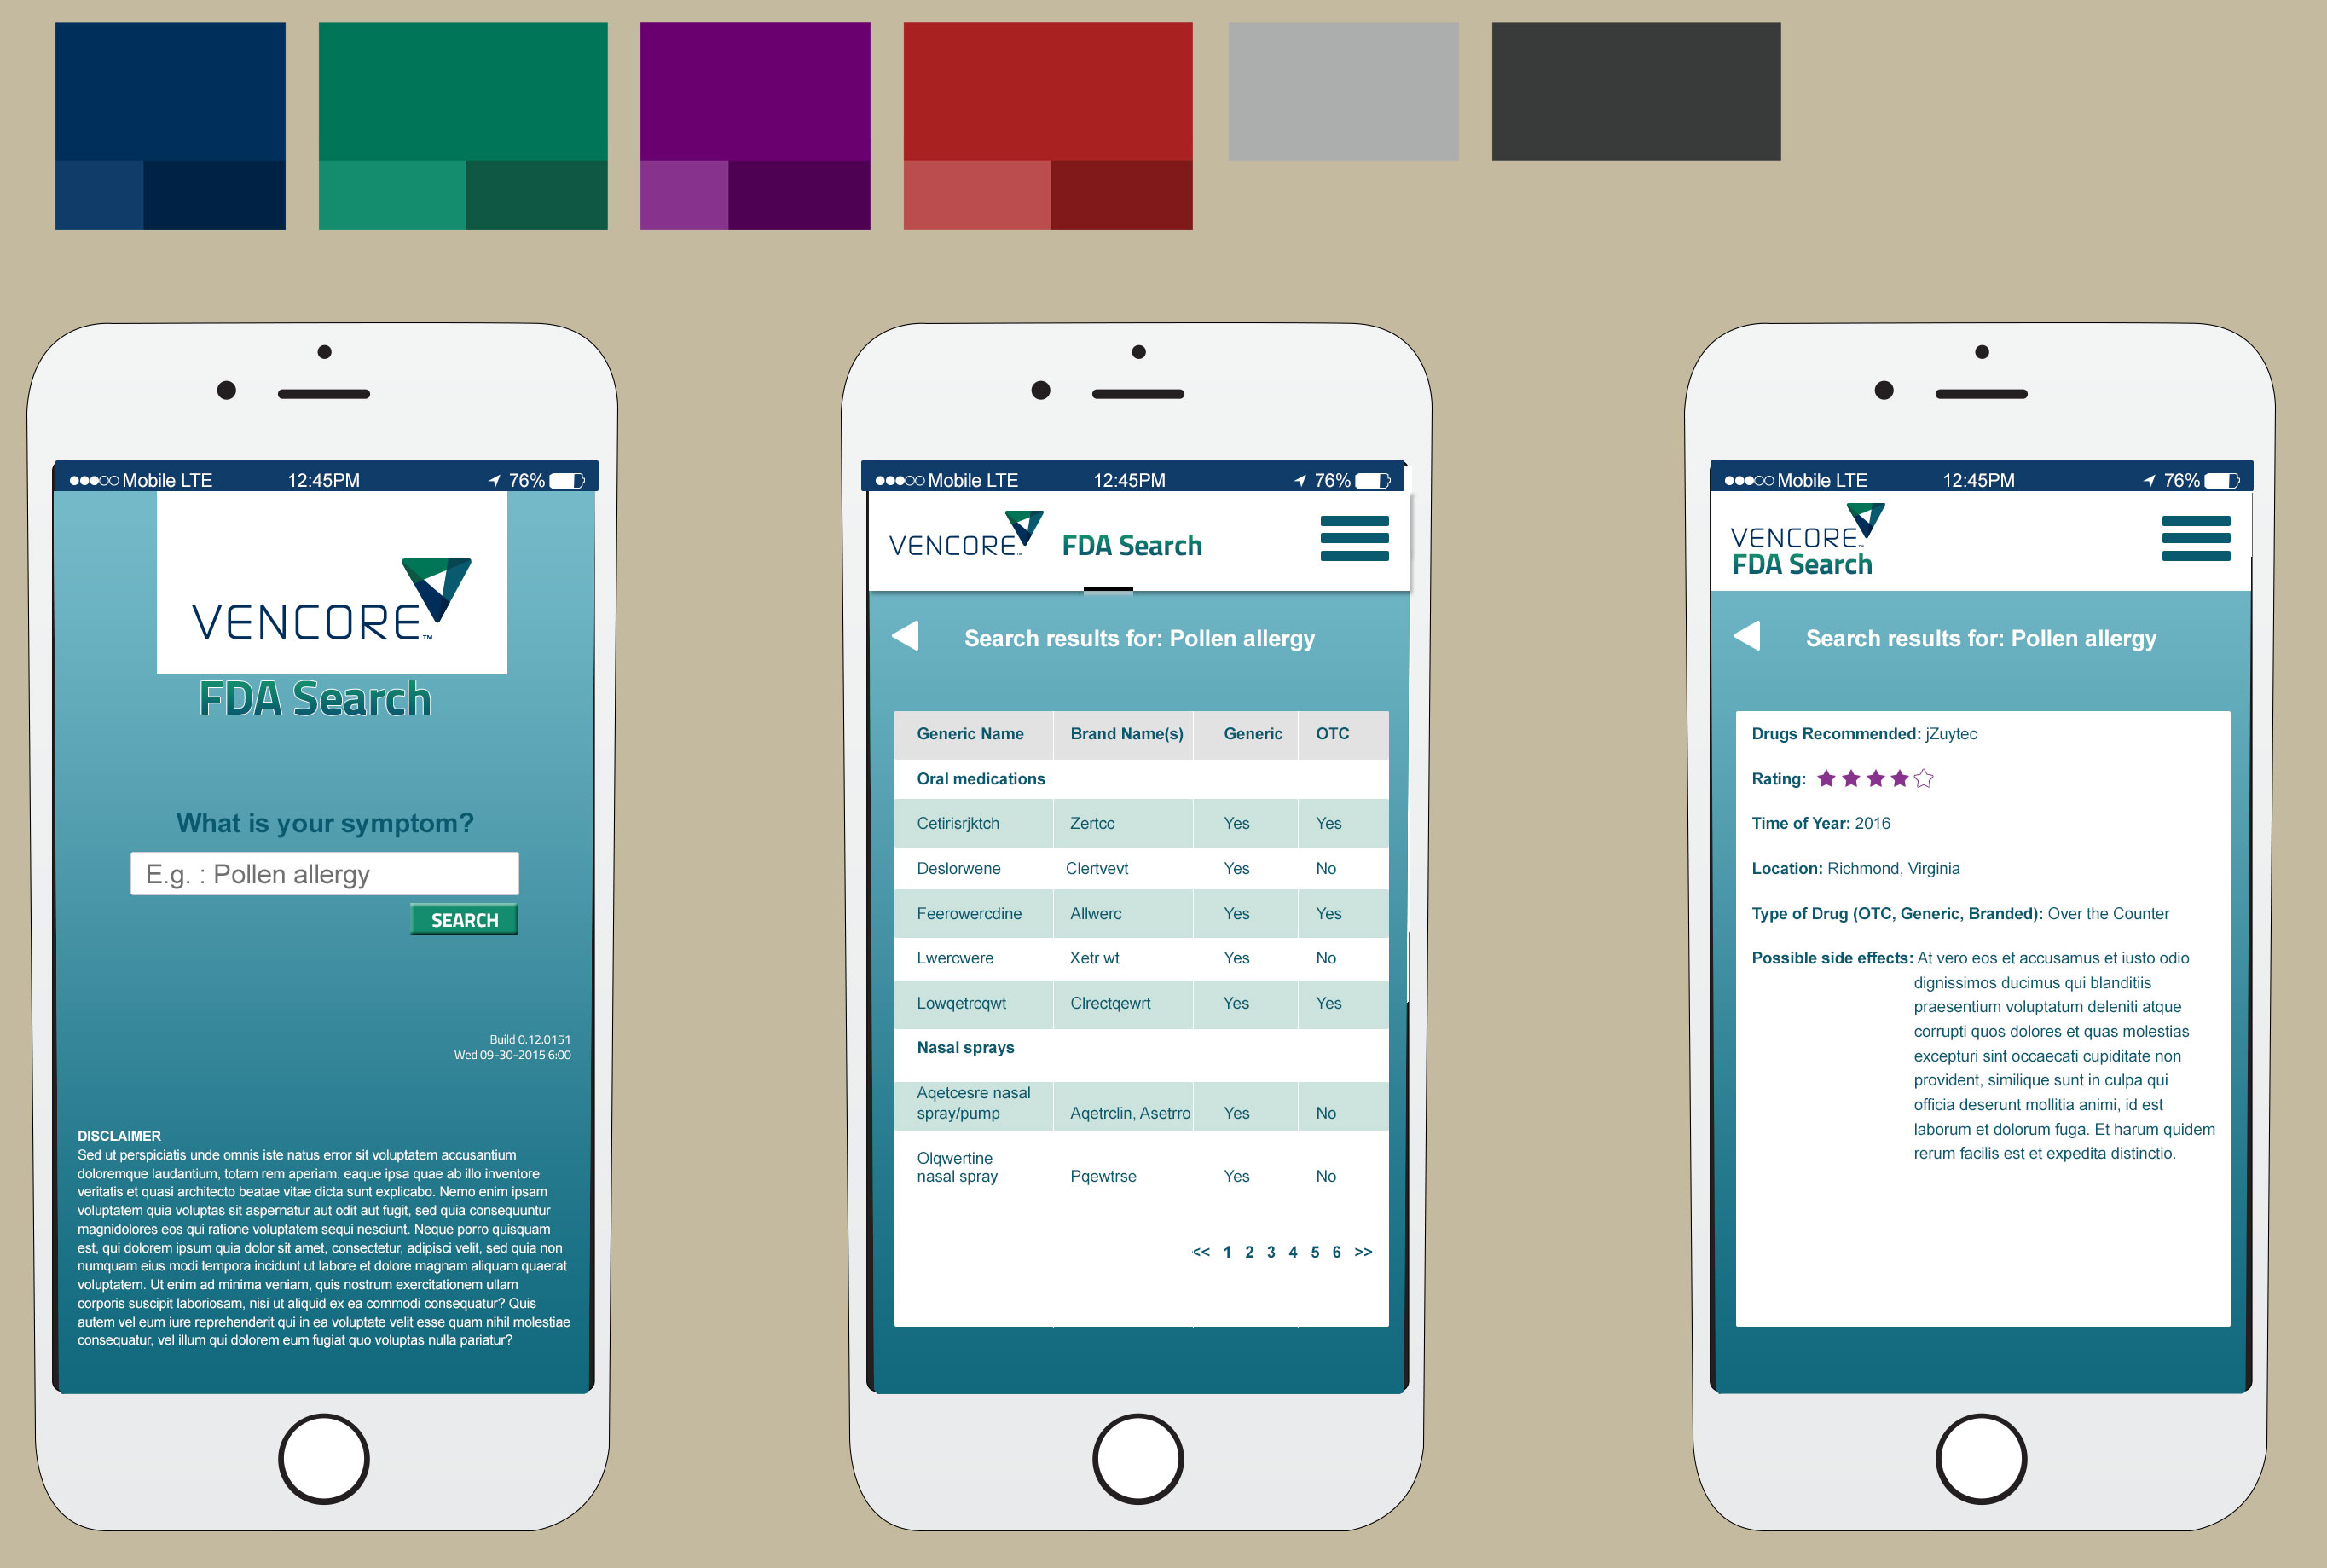 Mobile LTE 12:45PM 76%
VENCORE™
FDA Search
What is your symptom?
E.g. : Pollen allergy
SEARCH
Build 0.12.0151
Wed 09-30-2015 6:00
DISCLAIMER
Sed ut perspiciatis unde omnis iste natus error sit voluptatem accusantium
doloremque laudantium, totam rem aperiam, eaque ipsa quae ab illo inventore
veritatis et quasi architecto beatae vitae dicta sunt explicabo. Nemo enim ipsam
voluptatem quia voluptas sit aspernatur aut odit aut fugit, sed quia consequuntur
magnidolores eos qui ratione voluptatem sequi nesciunt. Neque porro quisquam
est, qui dolorem ipsum quia dolor sit amet, consectetur, adipisci velit, sed quia non
numquam eius modi tempora incidunt ut labore et dolore magnam aliquam quaerat
voluptatem. Ut enim ad minima veniam, quis nostrum exercitationem ullam
corporis suscipit laboriosam, nisi ut aliquid ex ea commodi consequatur? Quis
autem vel eum iure reprehenderit qui in ea voluptate velit esse quam nihil molestiae
consequatur, vel illum qui dolorem eum fugiat quo voluptas nulla pariatur?
Mobile LTE 12:45PM 76%
VENCORE™ FDA Search
Search results for: Pollen allergy
Generic Name Brand Name(s) Generic OTC
Oral medications
Cetirisrjktch Zertcc Yes Yes
Deslorwene Clertvevt Yes No
Feerowercdine Allwerc Yes Yes
Lwercwere Xetr wt Yes No
Lowqetrcqwt Clrectqewrt Yes Yes
Nasal sprays
Aqetcesre nasal
spray/pump Aqetrclin, Asetrro Yes No
Olqwertine
nasal spray Pqewtrse Yes No
<< 1 2 3 4 5 6 >>
Mobile LTE 12:45PM 76%
VENCORE™
FDA Search
Search results for: Pollen allergy
Drugs Recommended: jZuytec
Rating:
Time of Year: 2016
Location: Richmond, Virginia
Type of Drug (OTC, Generic, Branded): Over the Counter
Possible side effects: At vero eos et accusamus et iusto odio
dignissimos ducimus qui blanditiis
praesentium voluptatum deleniti atque
corrupti quos dolores et quas molestias
excepturi sint occaecati cupiditate non
provident, similique sunt in culpa qui
officia deserunt mollitia animi, id est
laborum et dolorum fuga. Et harum quidem
rerum facilis est et expedita distinctio.